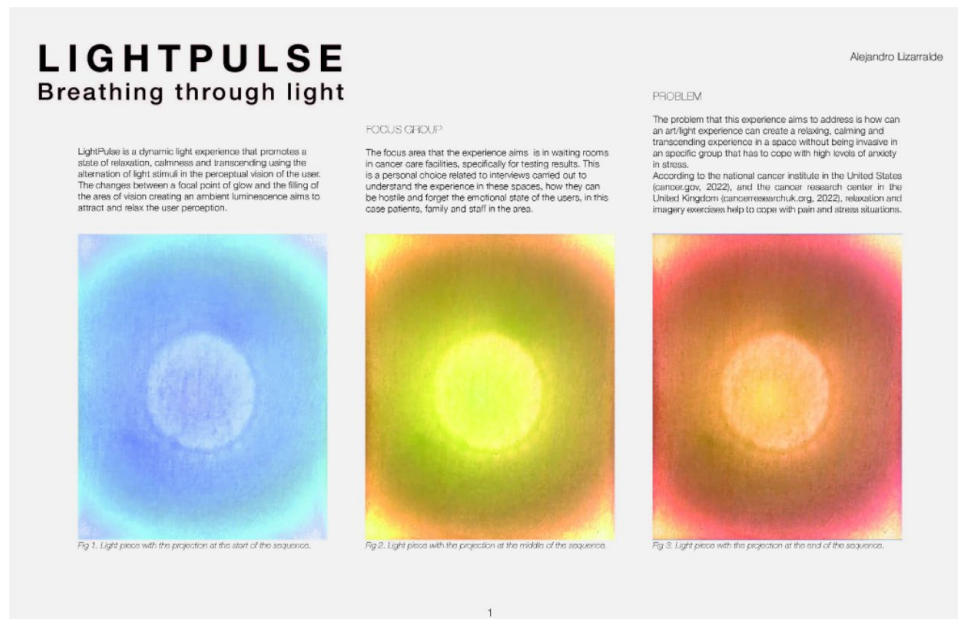 LIGHTPULSE
Breathing through light
Alejandro Lizarralde
LightPulse is a dynamic light experience that promotes a
state of relaxation, calmness and transcending using the
alternation of light stimuli in the perceptual vision of the user.
The changes between a focal point of glow and the filling of
the area of vision creating an ambient luminescence aims to
attract and relax the user perception.
FOCUS GROUP
The focus area that the experience aims is in waiting rooms
in cancer care facilities, specifically for testing results. This
is a personal choice related to interviews carried out to
understand the experience in these spaces, how they can
be hostile and forget the emotional state of the users, in this
case patients, family and staff in the area.
PROBLEM
The problem that this experience aims to address is how can
an art/light experience can create a relaxing, calming and
transcending experience in a space without being invasive in
an specific group that has to cope with high levels of anxiety
in stress.
According to the national cancer institute in the United States
(cancer.gov, 2022), and the cancer research center in the
United Kingdom (cancerresearchuk.org, 2022), relaxation and
imagery exercises help to cope with pain and stress situations.
Fig 1. Light piece with the projection at the start of the sequence.
Fig 2. Light piece with the projection at the middle of the sequence.
Fig 3. Light piece with the projection at the end of the sequence.
1